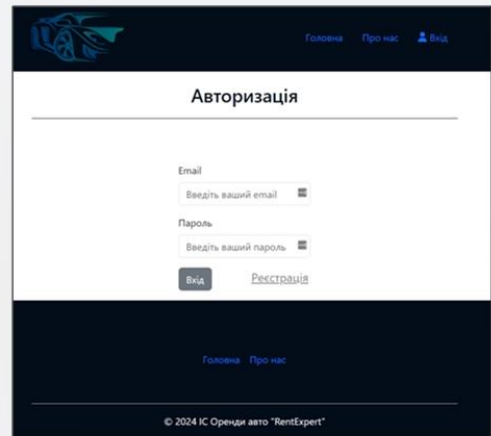 Головна Про нас Вхід
Авторизація
Email
Введіть ваший email
Пароль
Введіть ваший пароль
Вхід Реєстрація
Головна Про нас
© 2024 ІС Оренди авто "RentExpert"